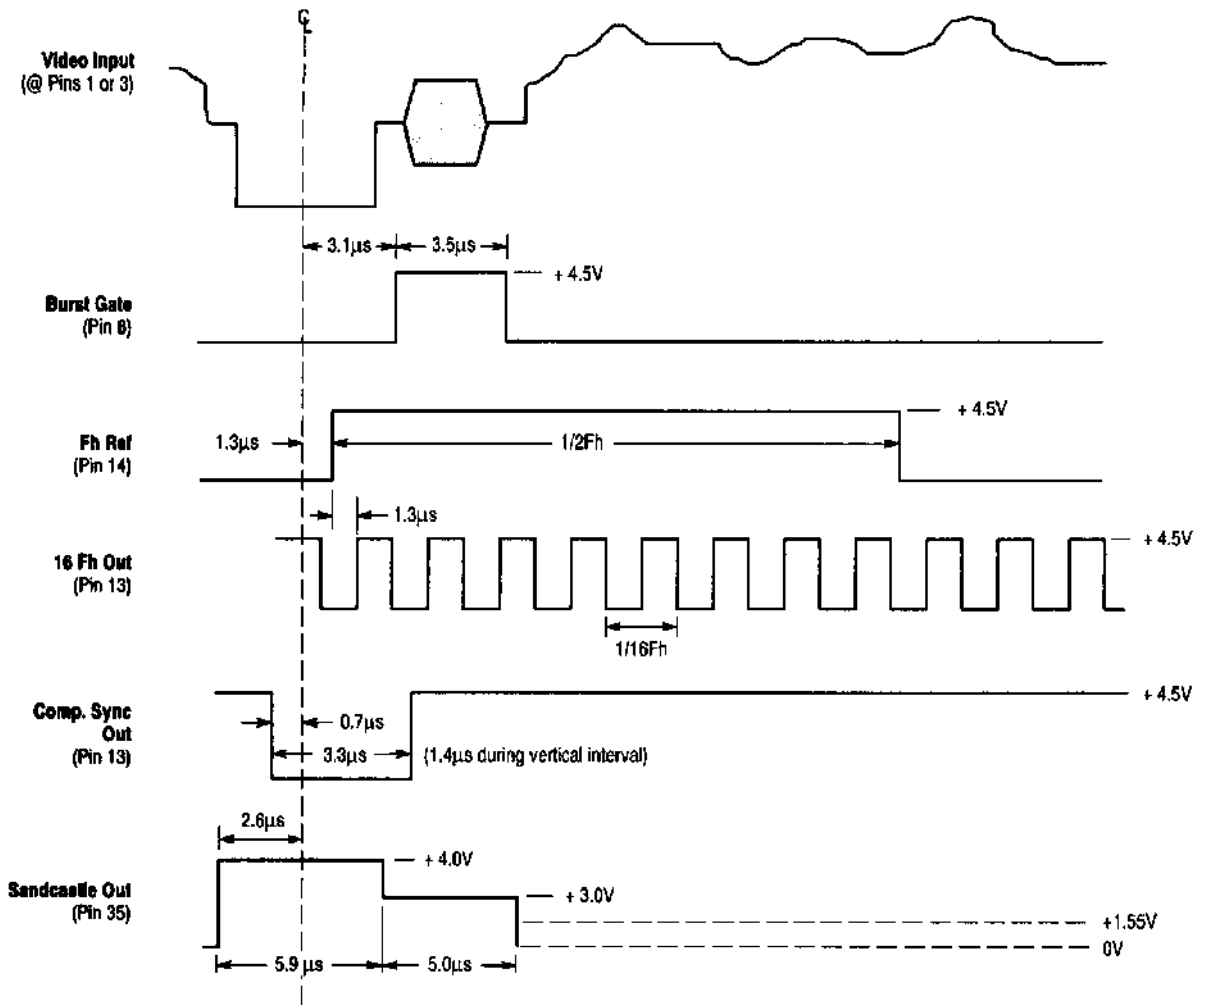 ℄
Video Input
(@ Pins 1 or 3)
3.1µs
3.5µs
+ 4.5V
Burst Gate
(Pin 8)
+ 4.5V
Fh Ref
(Pin 14)
1.3µs
1/2Fh
1.3µs
16 Fh Out
(Pin 13)
+ 4.5V
1/16Fh
Comp. Sync
Out
(Pin 13)
+ 4.5V
0.7µs
3.3µs
(1.4µs during vertical interval)
2.6µs
+ 4.0V
Sandcastle Out
(Pin 35)
+ 3.0V
+1.55V
0V
5.9 µs
5.0µs